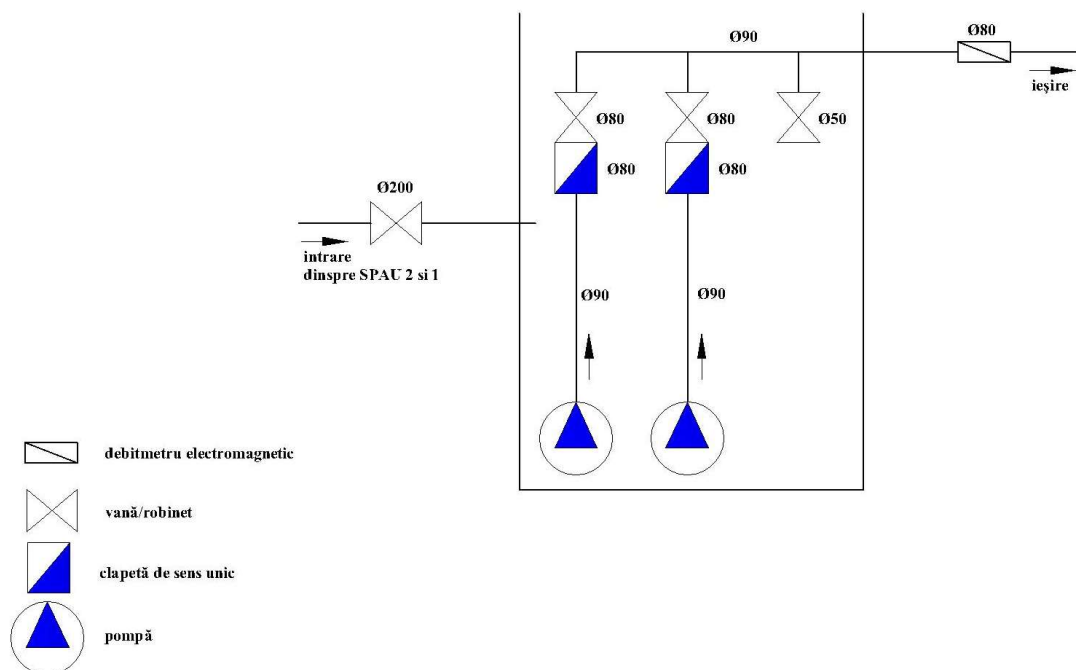 Ø80
Ø90
ieșire
Ø80
Ø80
Ø50
Ø80
Ø80
Ø200
intrare
dinspre SPAU 2 si 1
Ø90
Ø90
debitmetru electromagnetic
vană/robinet
clapetă de sens unic
pompă